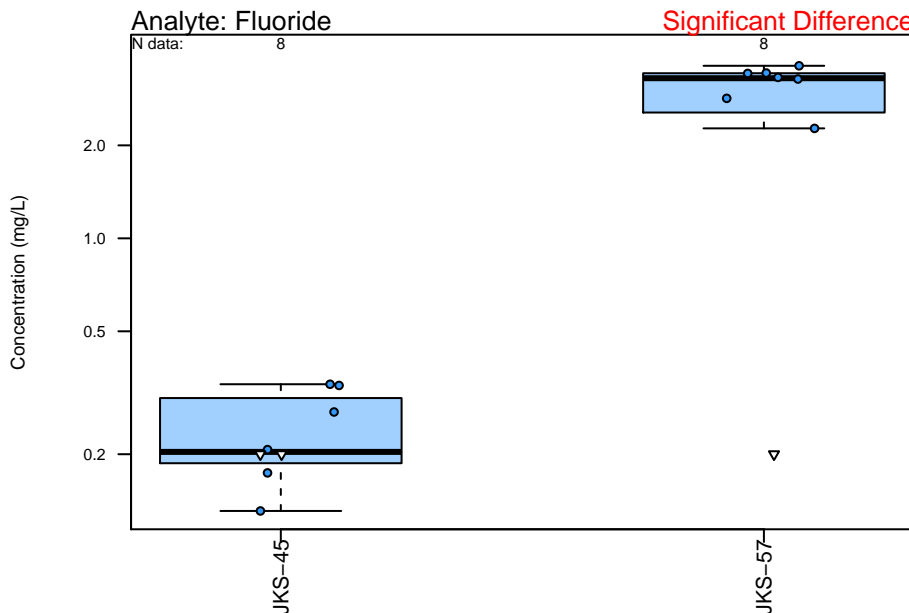 Analyte: Fluoride Significant Difference
N data: 8 8
Concentration (mg/L)
2.0
1.0
0.5
0.2
JKS−45 JKS−57